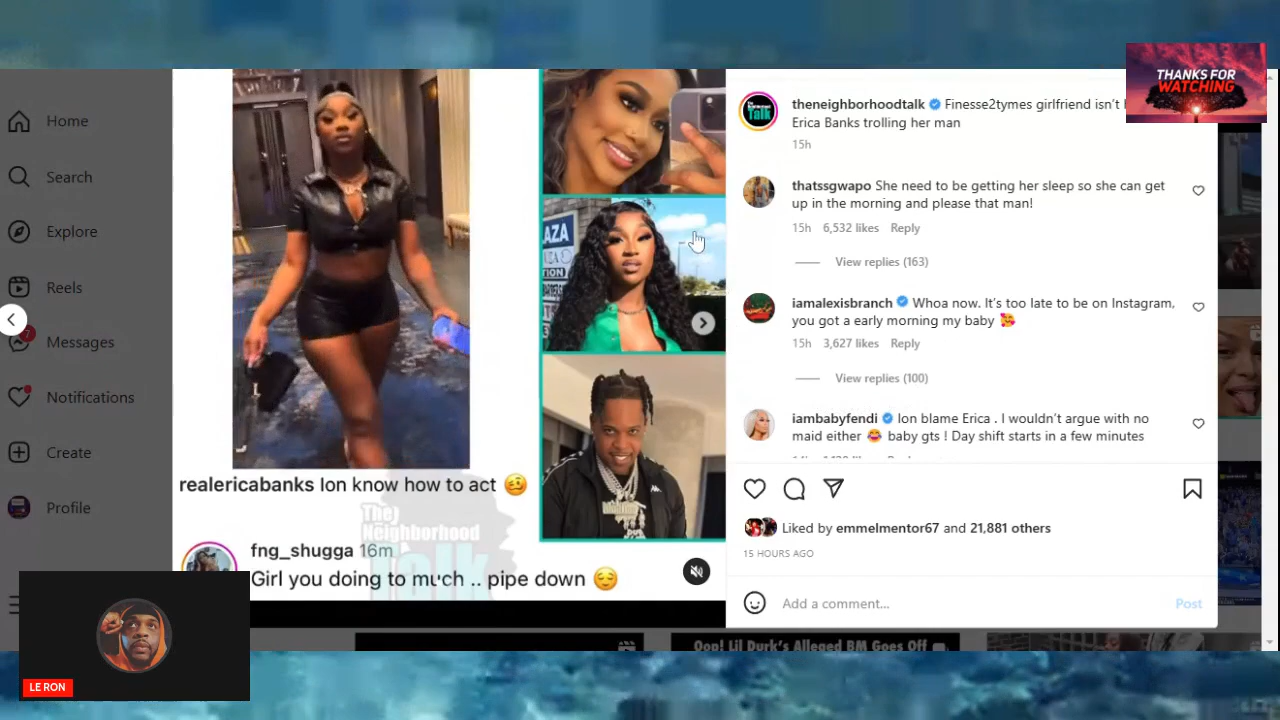 THANKS FOR
WATCHING
Home
Search
Explore
Reels
7
Messages
Notifications
Create
Profile
LE RON
AZA
TION
realericabanks Ion know how to act 🥴
The
Neighborhood
Talk
fng_shugga 16m
Girl you doing to much .. pipe down 😌
theneighborhoodtalk Finesse2tymes girlfriend isn't
Erica Banks trolling her man
15h
thatssgwapo She need to be getting her sleep so she can get
up in the morning and please that man!
15h 6,532 likes Reply
View replies (163)
iamalexisbranch Whoa now. It's too late to be on Instagram,
you got a early morning my baby 🥰
15h 3,627 likes Reply
View replies (100)
iambabyfendi Ion blame Erica . I wouldn't argue with no
maid either 😂 baby gts ! Day shift starts in a few minutes
Liked by emmelmentor67 and 21,881 others
15 HOURS AGO
Add a comment...
Post
Oop! Lil Durk's Alleged BM Goes Off